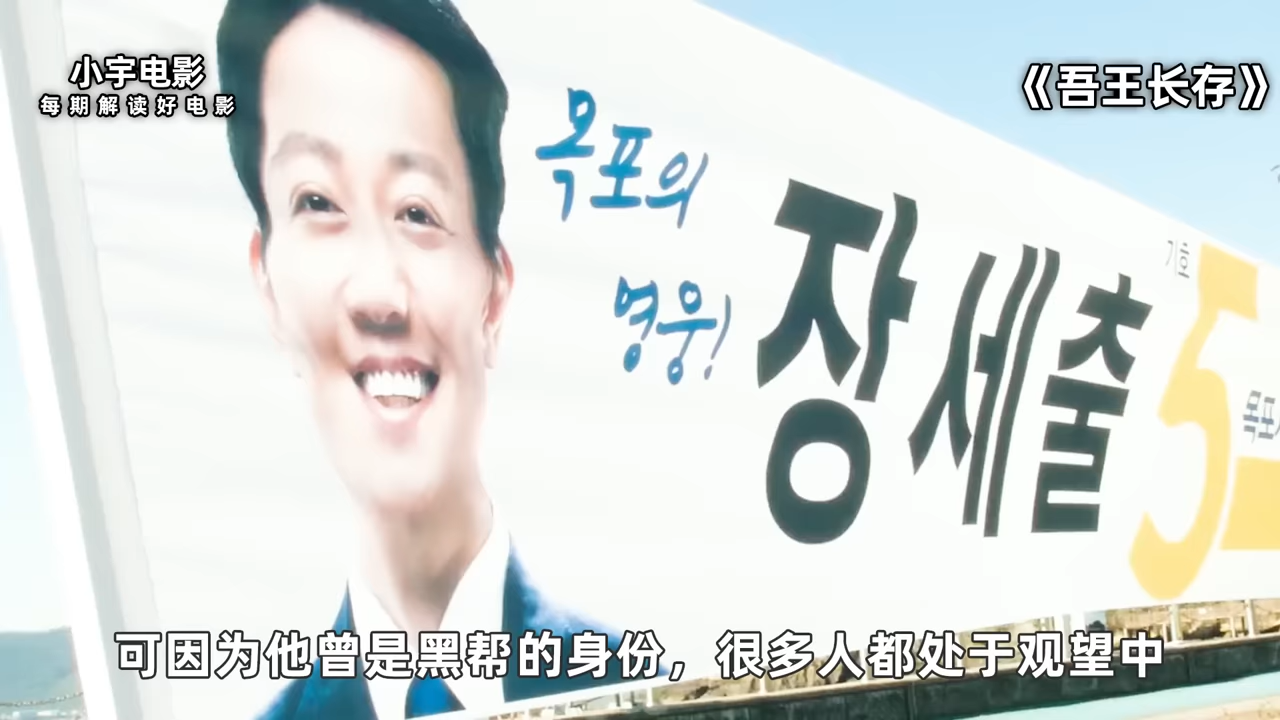 小宇电影
每期解读好电影
《吾王长存》
목포의
영웅!
장세출
기호
5
목포
可因为他曾是黑帮的身份，很多人都处于观望中